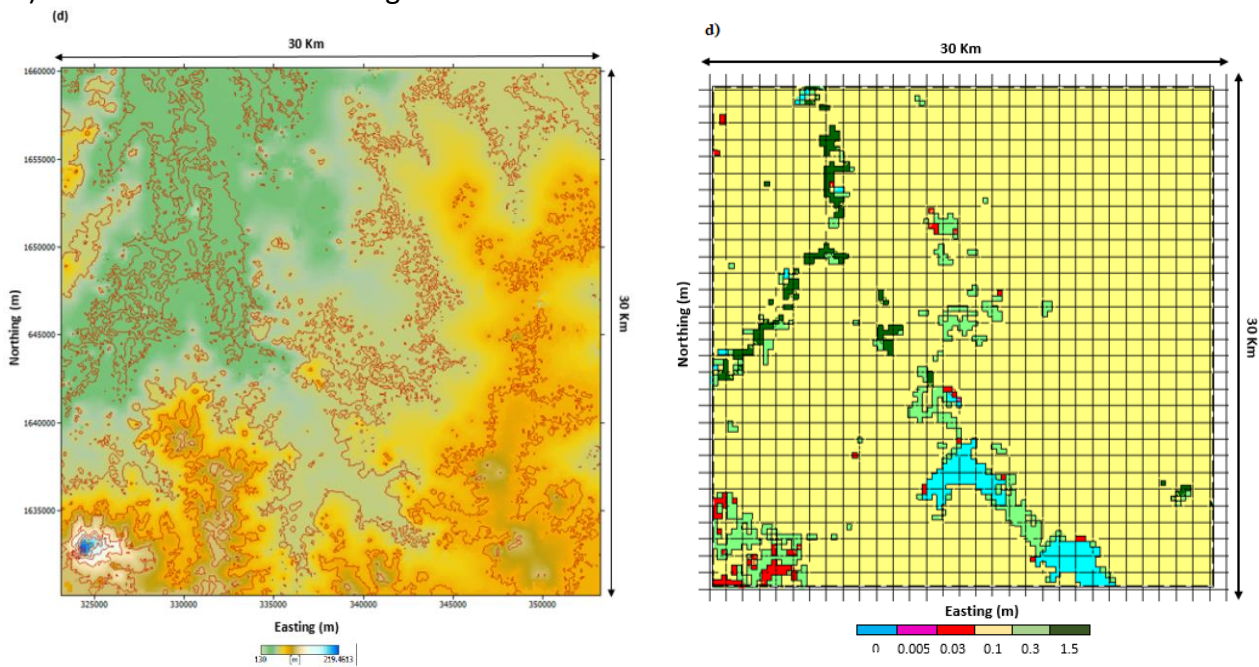 (d)
30 Km
1660000
1655000
1650000
1645000
1640000
1635000
Northing (m)
30 Km
325000 330000 335000 340000 345000 350000
Easting (m)
130 [m] 219.4613
d)
30 Km
Northing (m)
30 Km
Easting (m)
0 0.005 0.03 0.1 0.3 1.5